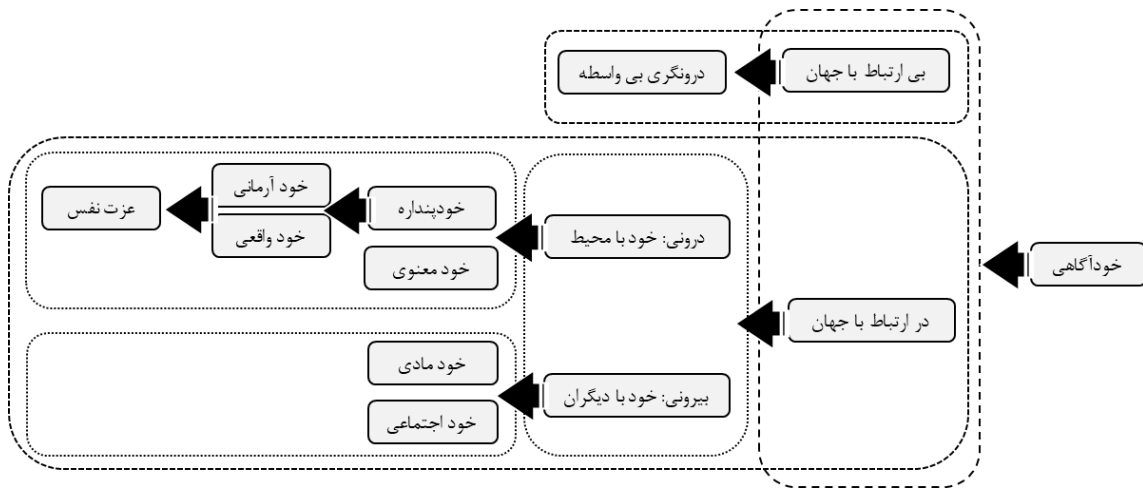 خودآگاهی
بی ارتباط با جهان
درونگری بی واسطه
در ارتباط با جهان
درونی: خود با محیط
خودپنداره
خود معنوی
خود آرمانی
خود واقعی
عزت نفس
بیرونی: خود با دیگران
خود مادی
خود اجتماعی